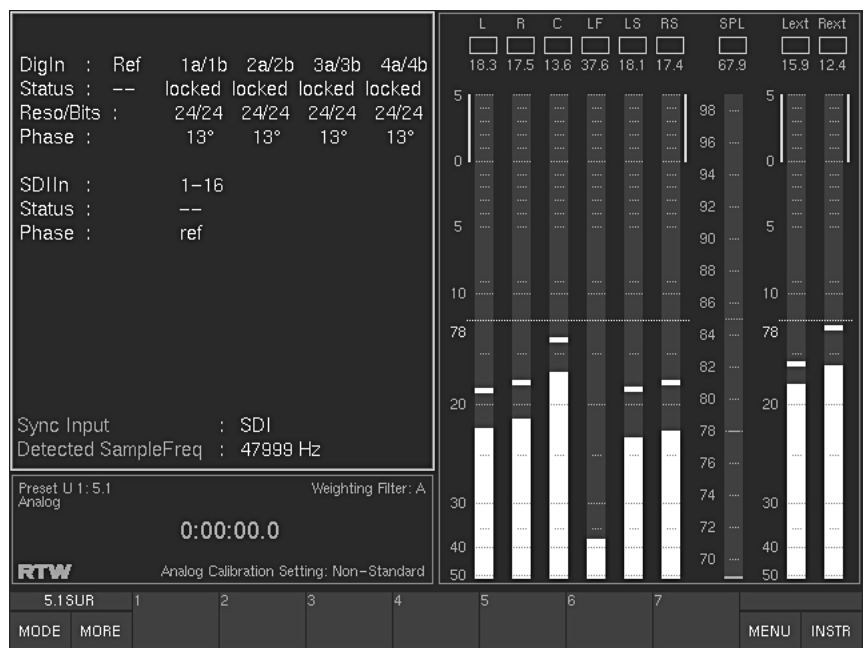 DigIn : Ref 1a/1b 2a/2b 3a/3b 4a/4b
Status : -- locked locked locked locked
Reso/Bits : 24/24 24/24 24/24 24/24
Phase : 13° 13° 13° 13°
SDIIn : 1-16
Status : --
Phase : ref
Sync Input : SDI
Detected SampleFreq : 47999 Hz
Preset U 1: 5.1 Weighting Filter: A
Analog
0:00:00.0
RTW Analog Calibration Setting: Non-Standard
L R C LF LS RS SPL Lext Rext
18.3 17.5 13.6 37.6 18.1 17.4 67.9 15.9 12.4
5 5
98
96
0 0
94
92
5 5
90
88
10 10
86
78 84 78
82
20 80 20
78
76
30 74 30
72
40 40
70
50 50
5.1SUR 1 2 3 4 5 6 7
MODE MORE MENU INSTR